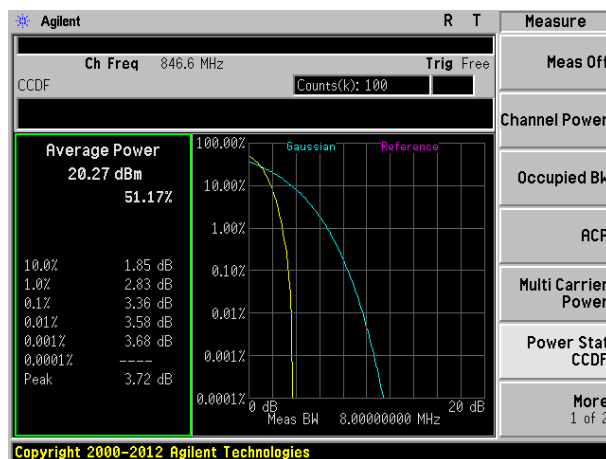 Agilent R T
Measure
Ch Freq 846.6 MHz Trig Free
CCDF Counts(k): 100
Meas Off
Channel Power
Occupied BW
ACP
Multi Carrier
Power
Power Stat
CCDF
More
1 of 2
Average Power
20.27 dBm
51.17%
10.0% 1.85 dB
1.0% 2.83 dB
0.1% 3.36 dB
0.01% 3.58 dB
0.001% 3.68 dB
0.0001% ----
Peak 3.72 dB
Gaussian Reference
100.00%
10.00%
1.00%
0.10%
0.01%
0.001%
0.0001%
0 dB 20 dB
Meas BW 8.00000000 MHz
Copyright 2000-2012 Agilent Technologies